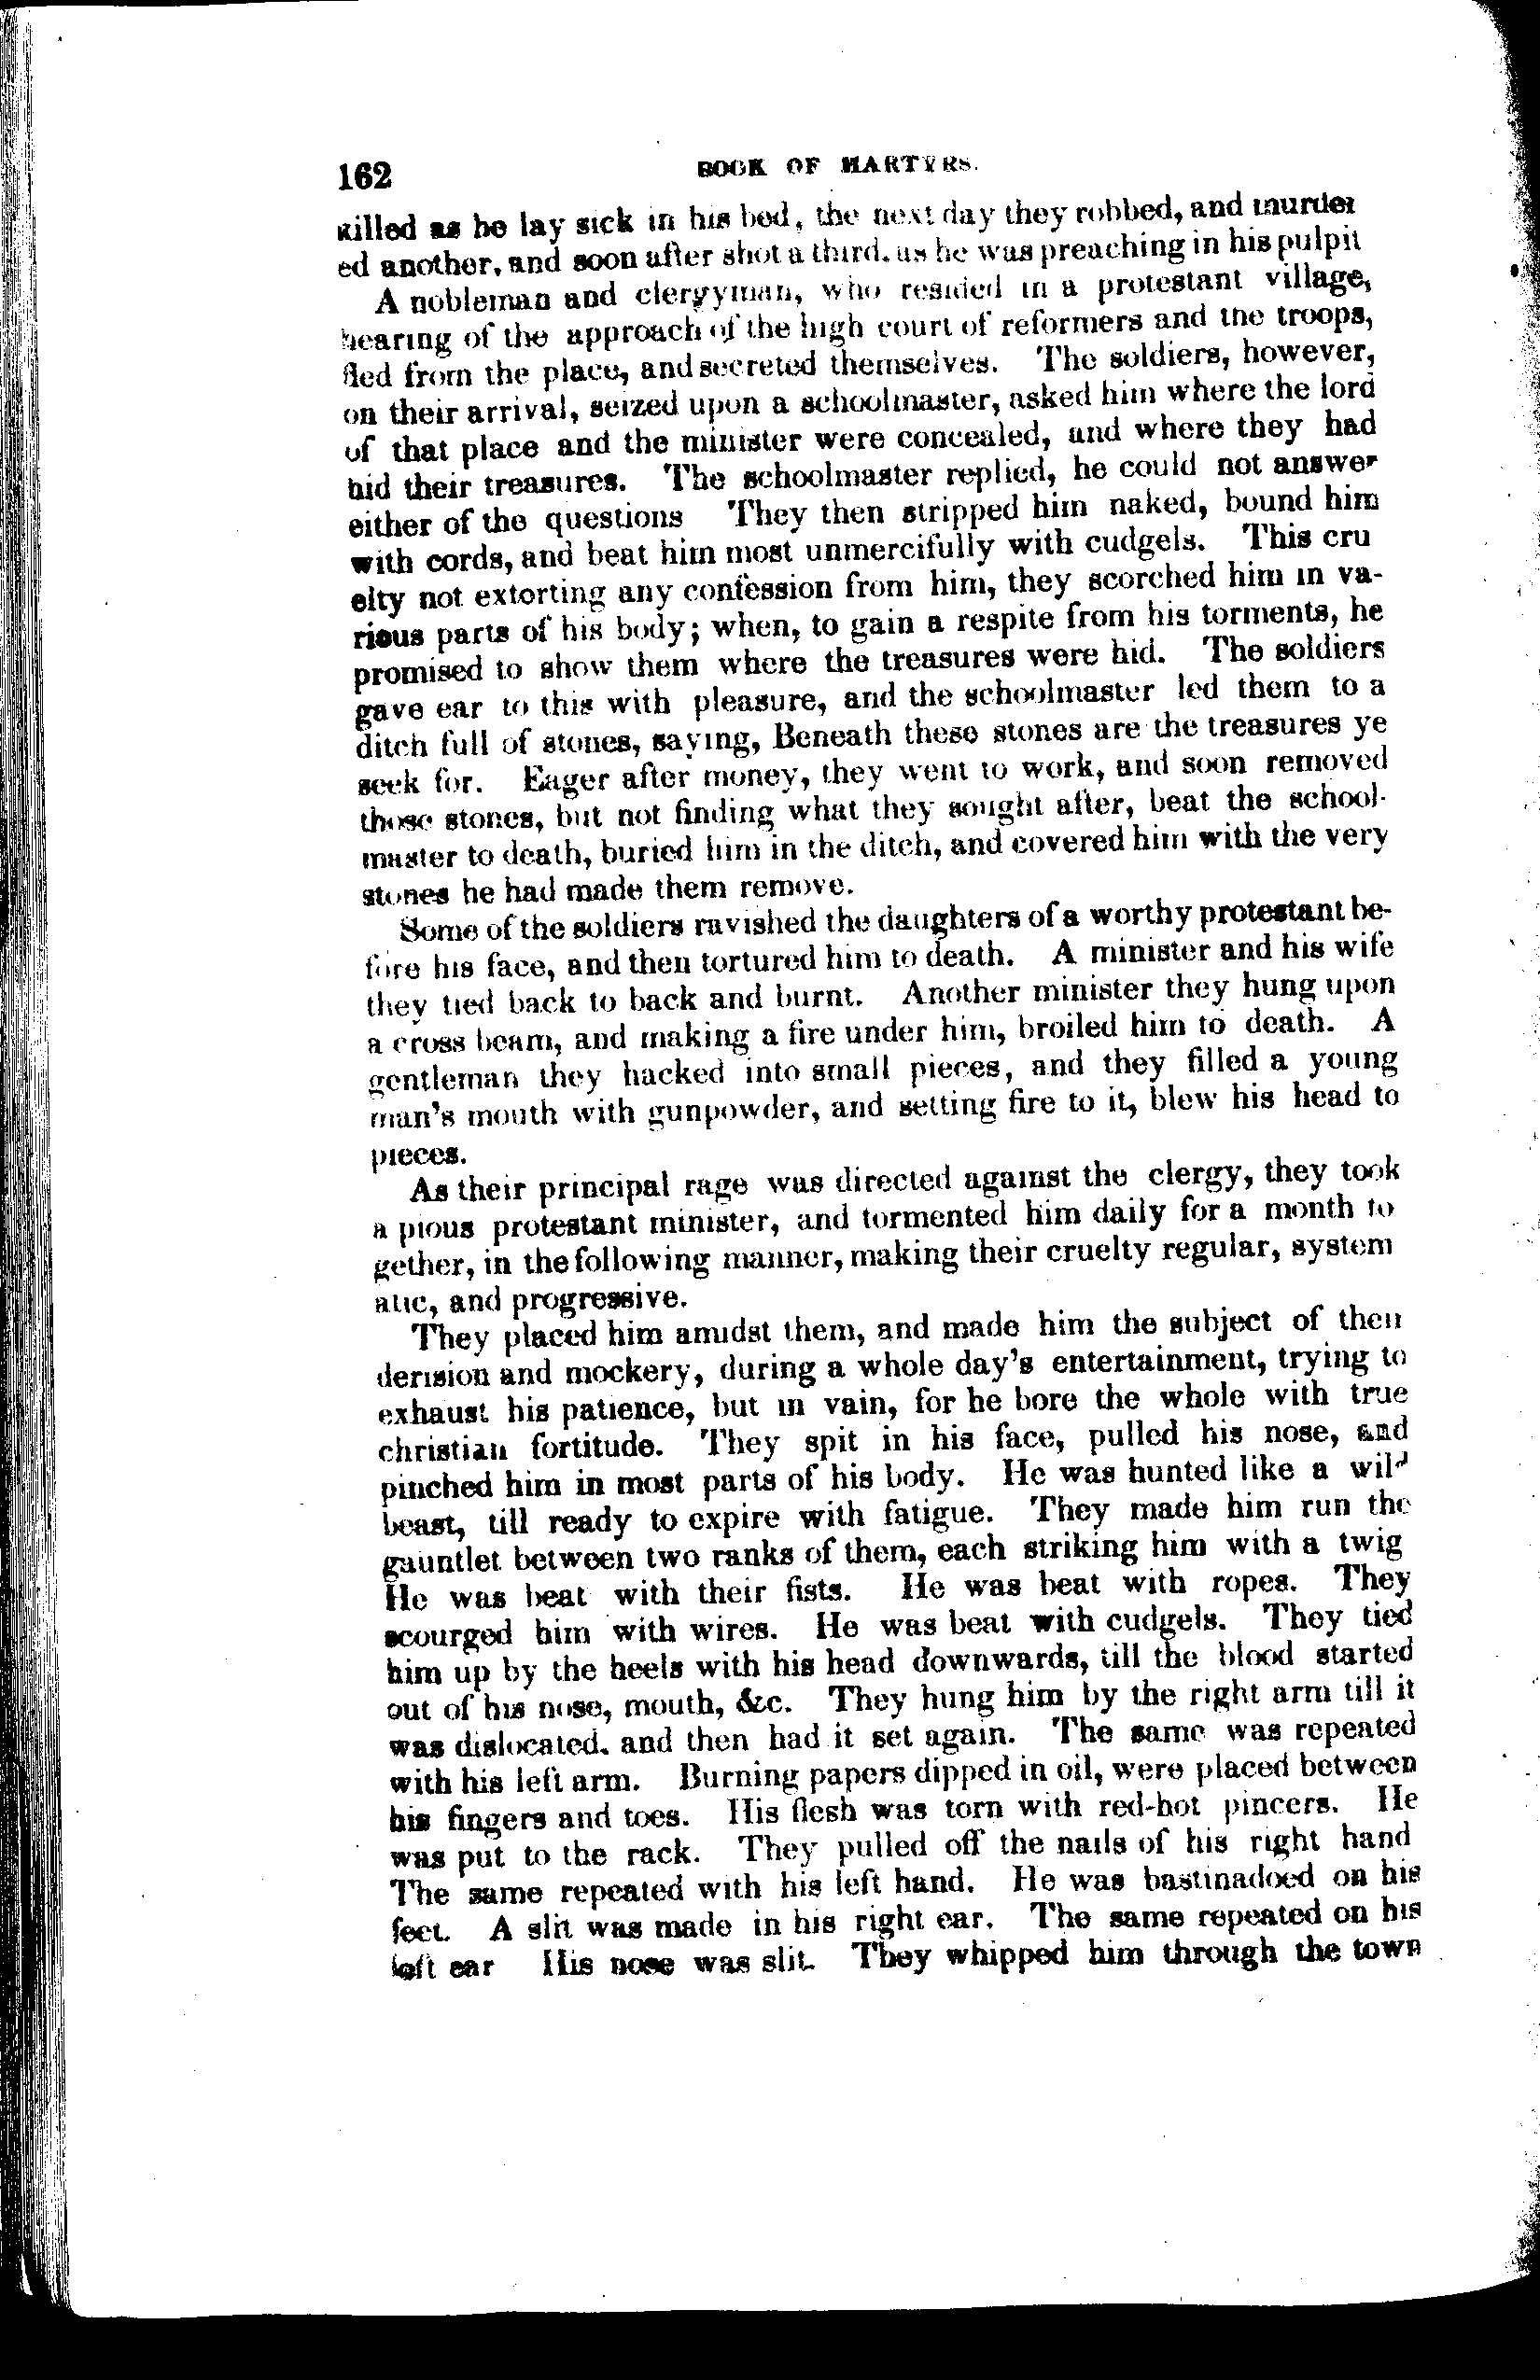 162 BOOK OF MARTYRS.
killed as he lay sick in his bed, the next day they robbed, and murder
ed another, and soon after shot a third, as he was preaching in his pulpit
A nobleman and clergyman, who resided in a protestant village,
hearing of the approach of the high court of reformers and the troops,
fled from the place, and secreted themselves. The soldiers, however,
on their arrival, seized upon a schoolmaster, asked him where the lord
of that place and the minister were concealed, and where they had
hid their treasures. The schoolmaster replied, he could not answer
either of the questions They then stripped him naked, bound him
with cords, and beat him most unmercifully with cudgels. This cru
elty not extorting any confession from him, they scorched him in va-
rious parts of his body; when, to gain a respite from his torments, he
promised to show them where the treasures were hid. The soldiers
gave ear to this with pleasure, and the schoolmaster led them to a
ditch full of stones, saying, Beneath these stones are the treasures ye
seek for. Eager after money, they went to work, and soon removed
those stones, but not finding what they sought after, beat the school-
master to death, buried him in the ditch, and covered him with the very
stones he had made them remove.
Some of the soldiers ravished the daughters of a worthy protestant be-
fore his face, and then tortured him to death. A minister and his wife
they tied back to back and burnt. Another minister they hung upon
a cross beam, and making a fire under him, broiled him to death. A
gentleman they hacked into small pieces, and they filled a young
man's mouth with gunpowder, and setting fire to it, blew his head to
pieces.
As their principal rage was directed against the clergy, they took
a pious protestant minister, and tormented him daily for a month to
gether, in the following manner, making their cruelty regular, system
atic, and progressive.
They placed him amidst them, and made him the subject of their
derision and mockery, during a whole day's entertainment, trying to
exhaust his patience, but in vain, for he bore the whole with true
christian fortitude. They spit in his face, pulled his nose, and
pinched him in most parts of his body. He was hunted like a wild
beast, till ready to expire with fatigue. They made him run the
gauntlet between two ranks of them, each striking him with a twig
He was beat with their fists. He was beat with ropes. They
scourged him with wires. He was beat with cudgels. They tied
him up by the heels with his head downwards, till the blood started
out of his nose, mouth, &c. They hung him by the right arm till it
was dislocated, and then had it set again. The same was repeated
with his left arm. Burning papers dipped in oil, were placed between
his fingers and toes. His flesh was torn with red-hot pincers. He
was put to the rack. They pulled off the nails of his right hand
The same repeated with his left hand. He was bastinadoed on his
feet. A slit was made in his right ear. The same repeated on his
left ear His nose was slit. They whipped him through the town